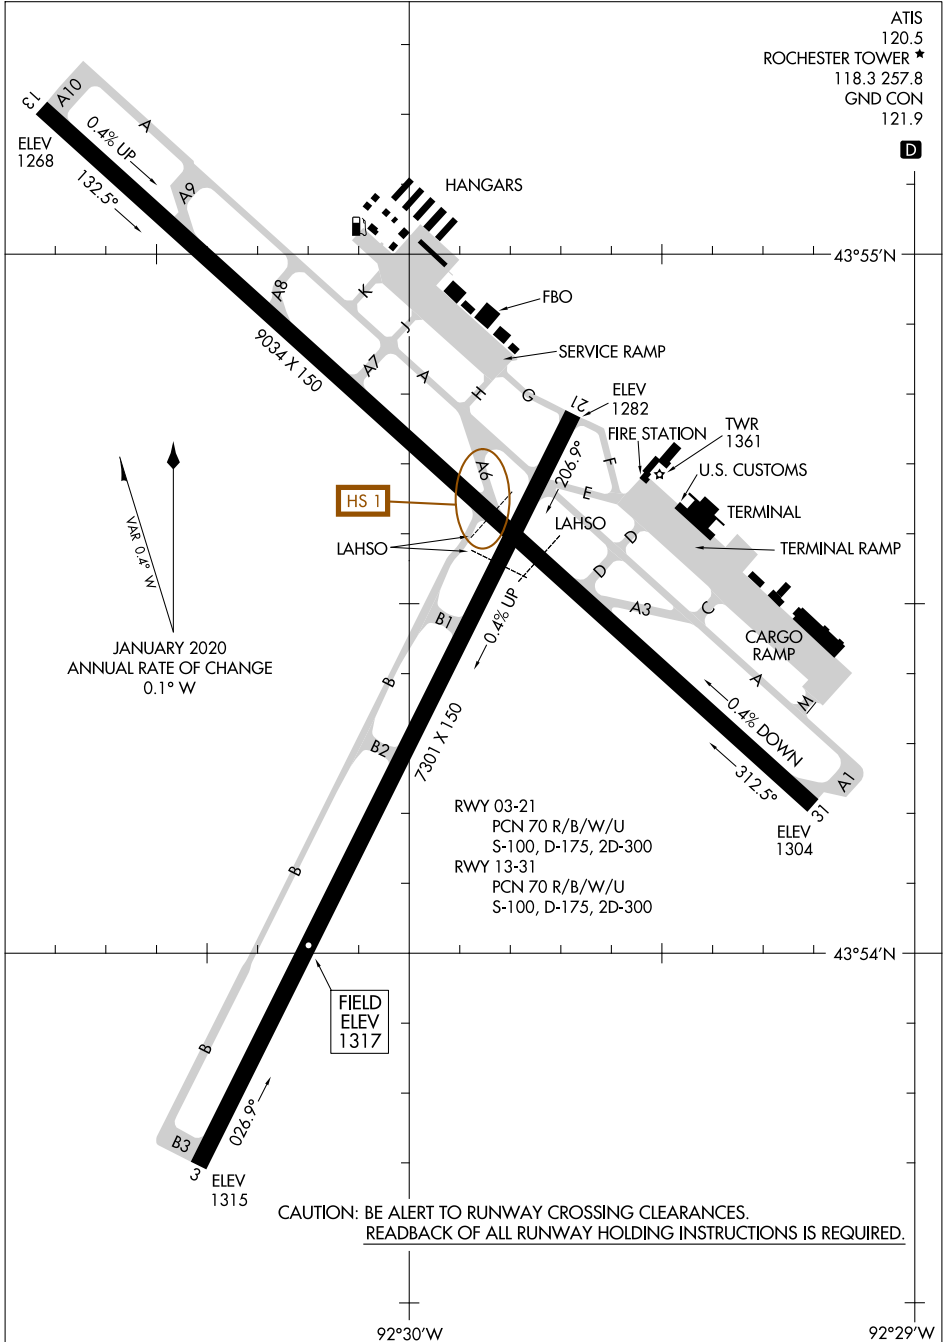 ATIS
120.5
ROCHESTER TOWER ★
118.3 257.8
GND CON
121.9
D
13
A10
A
ELEV
1268
0.4% UP
132.5°
A9
HANGARS
43°55'N
A8
K
FBO
J
9034 X 150
SERVICE RAMP
A7
A
H
G
21
ELEV
1282
FIRE STATION
TWR
1361
U.S. CUSTOMS
F
206.9°
A6
HS 1
E
TERMINAL
LAHSO
LAHSO
D
TERMINAL RAMP
VAR 0.4° W
D
0.4% UP
A3
C
B1
CARGO
RAMP
JANUARY 2020
ANNUAL RATE OF CHANGE
0.1° W
B
A
M
0.4% DOWN
B2
7301 X 150
312.5°
A1
31
ELEV
1304
RWY 03-21
PCN 70 R/B/W/U
S-100, D-175, 2D-300
RWY 13-31
PCN 70 R/B/W/U
S-100, D-175, 2D-300
B
43°54'N
FIELD
ELEV
1317
B
026.9°
B3
3
ELEV
1315
CAUTION: BE ALERT TO RUNWAY CROSSING CLEARANCES.
READBACK OF ALL RUNWAY HOLDING INSTRUCTIONS IS REQUIRED.
92°30'W
92°29'W